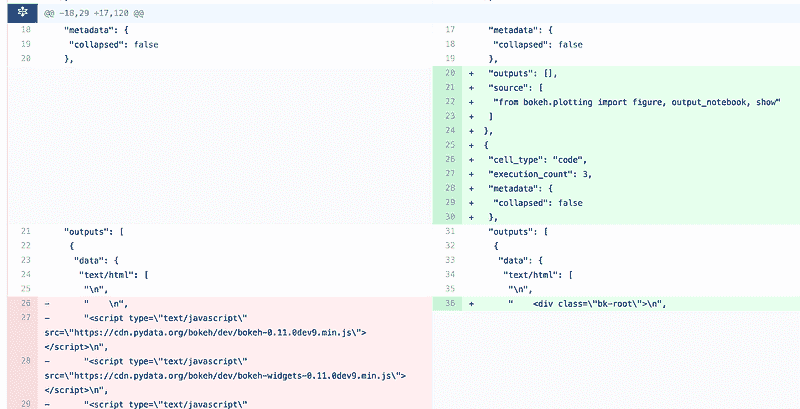 @@ -18,29 +17,120 @@
18 "metadata": {
19 "collapsed": false
20 },
21 "outputs": [
22 {
23 "data": {
24 "text/html": [
25 "\n",
26 - "    \n",
27 - "<script type=\"text/javascript\"
src=\"https://cdn.pydata.org/bokeh/dev/bokeh-0.11.0dev9.min.js\">
</script>\n",
28 - "<script type=\"text/javascript\"
src=\"https://cdn.pydata.org/bokeh/dev/bokeh-widgets-0.11.0dev9.min.js\">
</script>\n",
29 - "<script type=\"text/javascript\"
17 "metadata": {
18 "collapsed": false
19 },
20 + "outputs": [],
21 + "source": [
22 + "from bokeh.plotting import figure, output_notebook, show"
23 + ]
24 + },
25 + {
26 + "cell_type": "code",
27 + "execution_count": 3,
28 + "metadata": {
29 + "collapsed": false
30 + },
31 "outputs": [
32 {
33 "data": {
34 "text/html": [
35 "\n",
36 + "    <div class=\"bk-root\">\n",